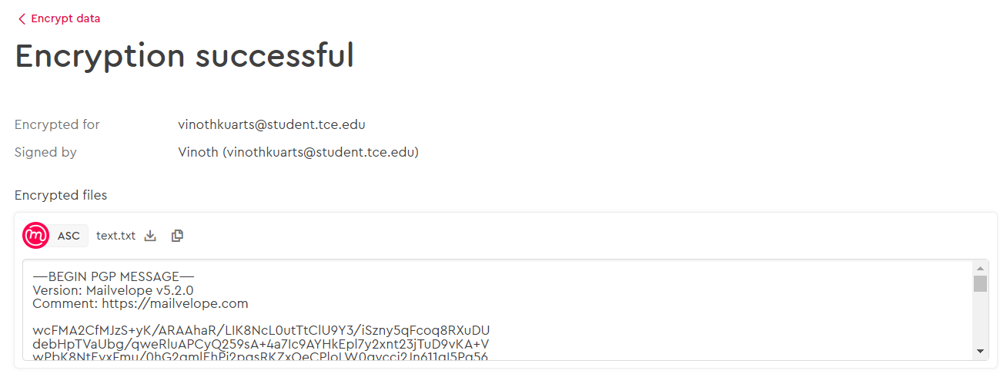 Encrypt data
Encryption successful
Encrypted for vinothkuarts@student.tce.edu
Signed by Vinoth (vinothkuarts@student.tce.edu)
Encrypted files
ASC text.txt
-----BEGIN PGP MESSAGE-----
Version: Mailvelope v5.2.0
Comment: https://mailvelope.com
wcFMA2CfMJzS+yK/ARAAhaR/LIK8NcL0utTtClU9Y3/iSzny5qFcoq8RXuDU
debHpTVaUbg/qweRluAPCyQ259sA+4a7Ic9AYHkEpl7y2xnt23jTuD9vKA+V